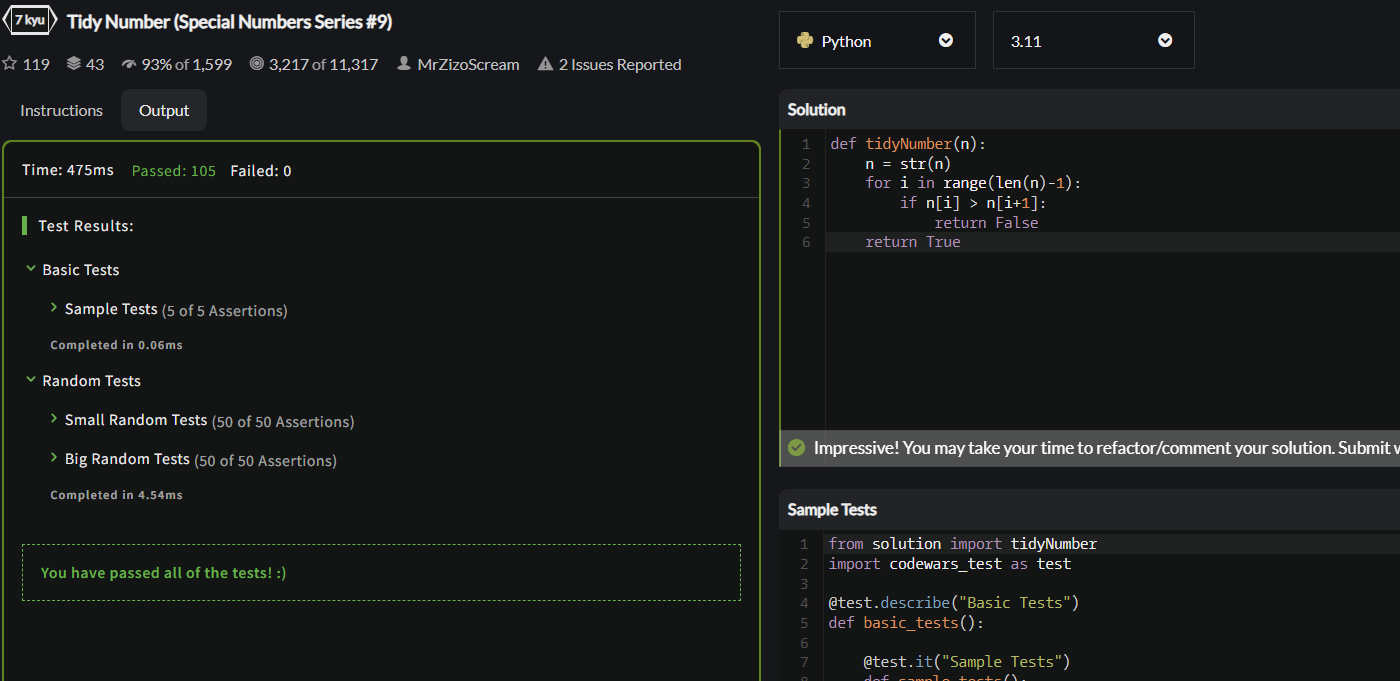 7 kyu Tidy Number (Special Numbers Series #9)
119 43 93% of 1,599 3,217 of 11,317 MrZizoScream 2 Issues Reported
Instructions Output
Time: 475ms Passed: 105 Failed: 0
Test Results:
Basic Tests
Sample Tests (5 of 5 Assertions)
Completed in 0.06ms
Random Tests
Small Random Tests (50 of 50 Assertions)
Big Random Tests (50 of 50 Assertions)
Completed in 4.54ms
You have passed all of the tests! :)
Python 3.11
Solution
1 def tidyNumber(n):
2 n = str(n)
3 for i in range(len(n)-1):
4 if n[i] > n[i+1]:
5 return False
6 return True
Impressive! You may take your time to refactor/comment your solution. Submit
Sample Tests
1 from solution import tidyNumber
2 import codewars_test as test
3
4 @test.describe("Basic Tests")
5 def basic_tests():
6
7 @test.it("Sample Tests")
8 def sample_tests():